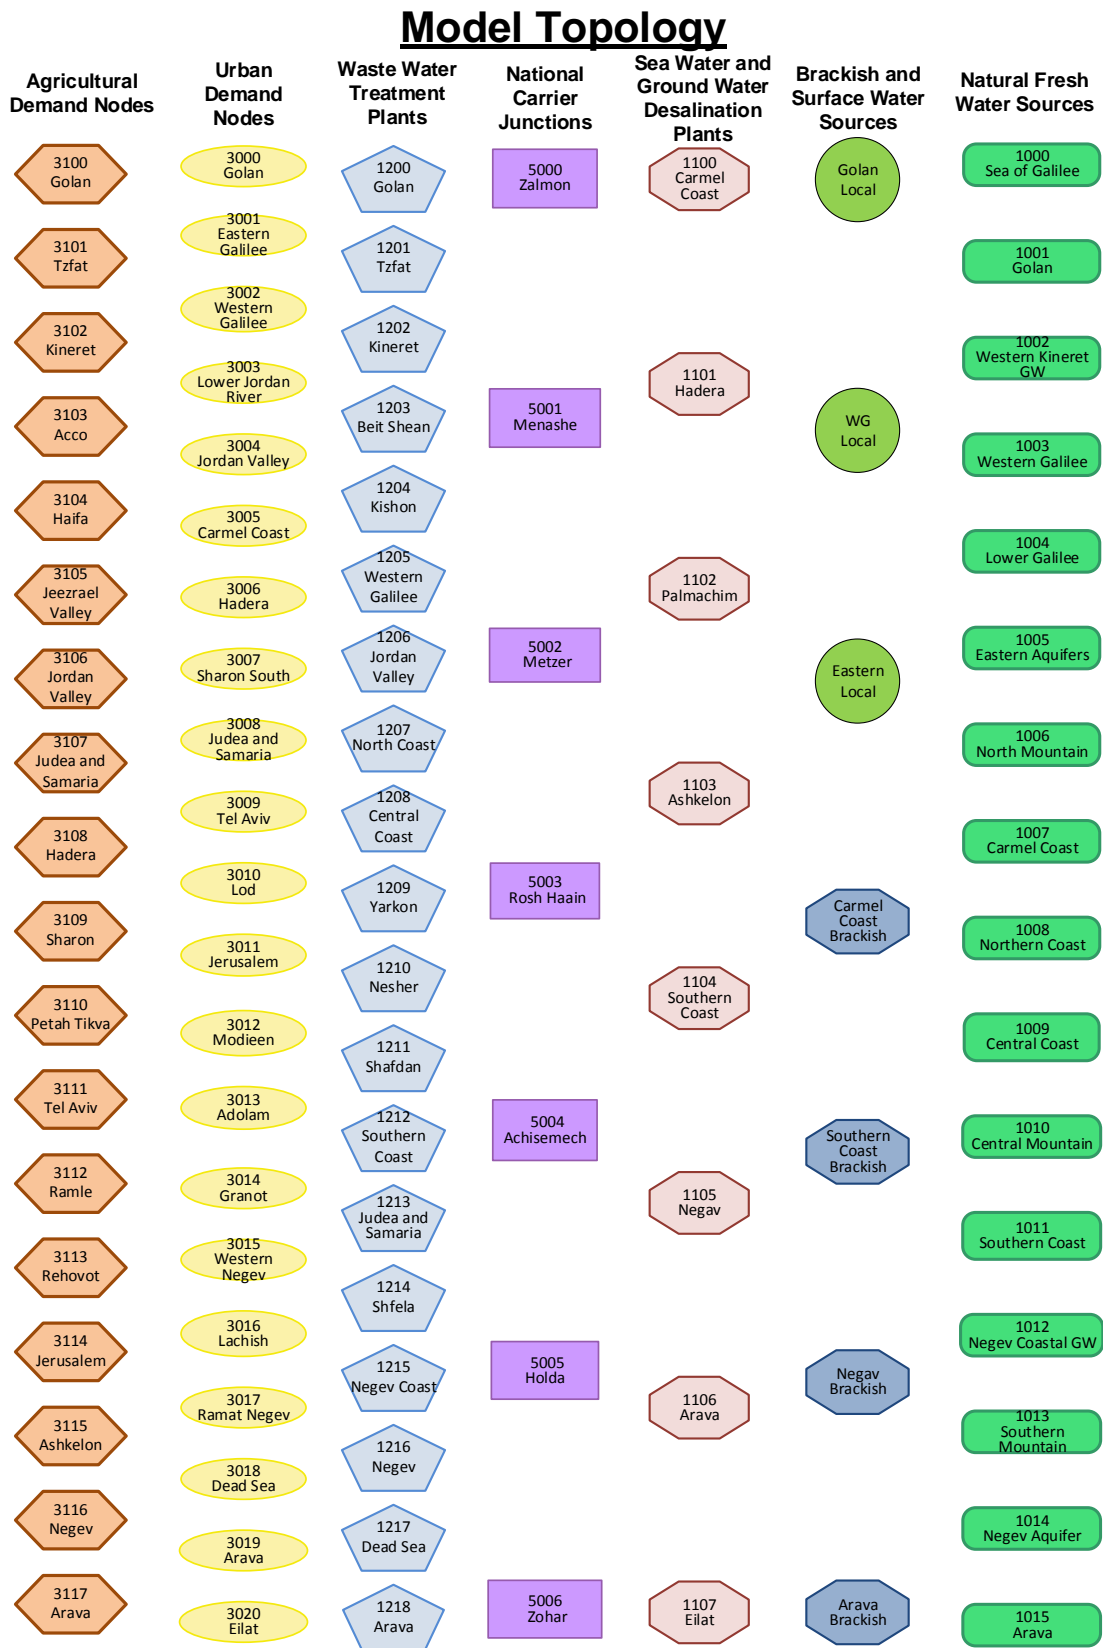 Model Topology
Agricultural
Demand Nodes
Urban
Demand
Nodes
Waste Water
Treatment
Plants
National
Carrier
Junctions
Sea Water and
Ground Water
Desalination
Plants
Brackish and
Surface Water
Sources
Natural Fresh
Water Sources
3100
Golan
3101
Tzfat
3102
Kineret
3103
Acco
3104
Haifa
3105
Jeezrael
Valley
3106
Jordan
Valley
3107
Judea and
Samaria
3108
Hadera
3109
Sharon
3110
Petah Tikva
3111
Tel Aviv
3112
Ramle
3113
Rehovot
3114
Jerusalem
3115
Ashkelon
3116
Negev
3117
Arava
3000
Golan
3001
Eastern
Galilee
3002
Western
Galilee
3003
Lower Jordan
River
3004
Jordan Valley
3005
Carmel Coast
3006
Hadera
3007
Sharon South
3008
Judea and
Samaria
3009
Tel Aviv
3010
Lod
3011
Jerusalem
3012
Modieen
3013
Adolam
3014
Granot
3015
Western
Negev
3016
Lachish
3017
Ramat Negev
3018
Dead Sea
3019
Arava
3020
Eilat
1200
Golan
1201
Tzfat
1202
Kineret
1203
Beit Shean
1204
Kishon
1205
Western
Galilee
1206
Jordan
Valley
1207
North Coast
1208
Central
Coast
1209
Yarkon
1210
Nesher
1211
Shafdan
1212
Southern
Coast
1213
Judea and
Samaria
1214
Shfela
1215
Negev Coast
1216
Negev
1217
Dead Sea
1218
Arava
5000
Zalmon
5001
Menashe
5002
Metzer
5003
Rosh Haain
5004
Achisemech
5005
Holda
5006
Zohar
1100
Carmel
Coast
1101
Hadera
1102
Palmachim
1103
Ashkelon
1104
Southern
Coast
1105
Negav
1106
Arava
1107
Eilat
Golan
Local
WG
Local
Eastern
Local
Carmel
Coast
Brackish
Southern
Coast
Brackish
Negav
Brackish
Arava
Brackish
1000
Sea of Galilee
1001
Golan
1002
Western Kineret
GW
1003
Western Galilee
1004
Lower Galilee
1005
Eastern Aquifers
1006
North Mountain
1007
Carmel Coast
1008
Northern Coast
1009
Central Coast
1010
Central Mountain
1011
Southern Coast
1012
Negev Coastal GW
1013
Southern
Mountain
1014
Negev Aquifer
1015
Arava